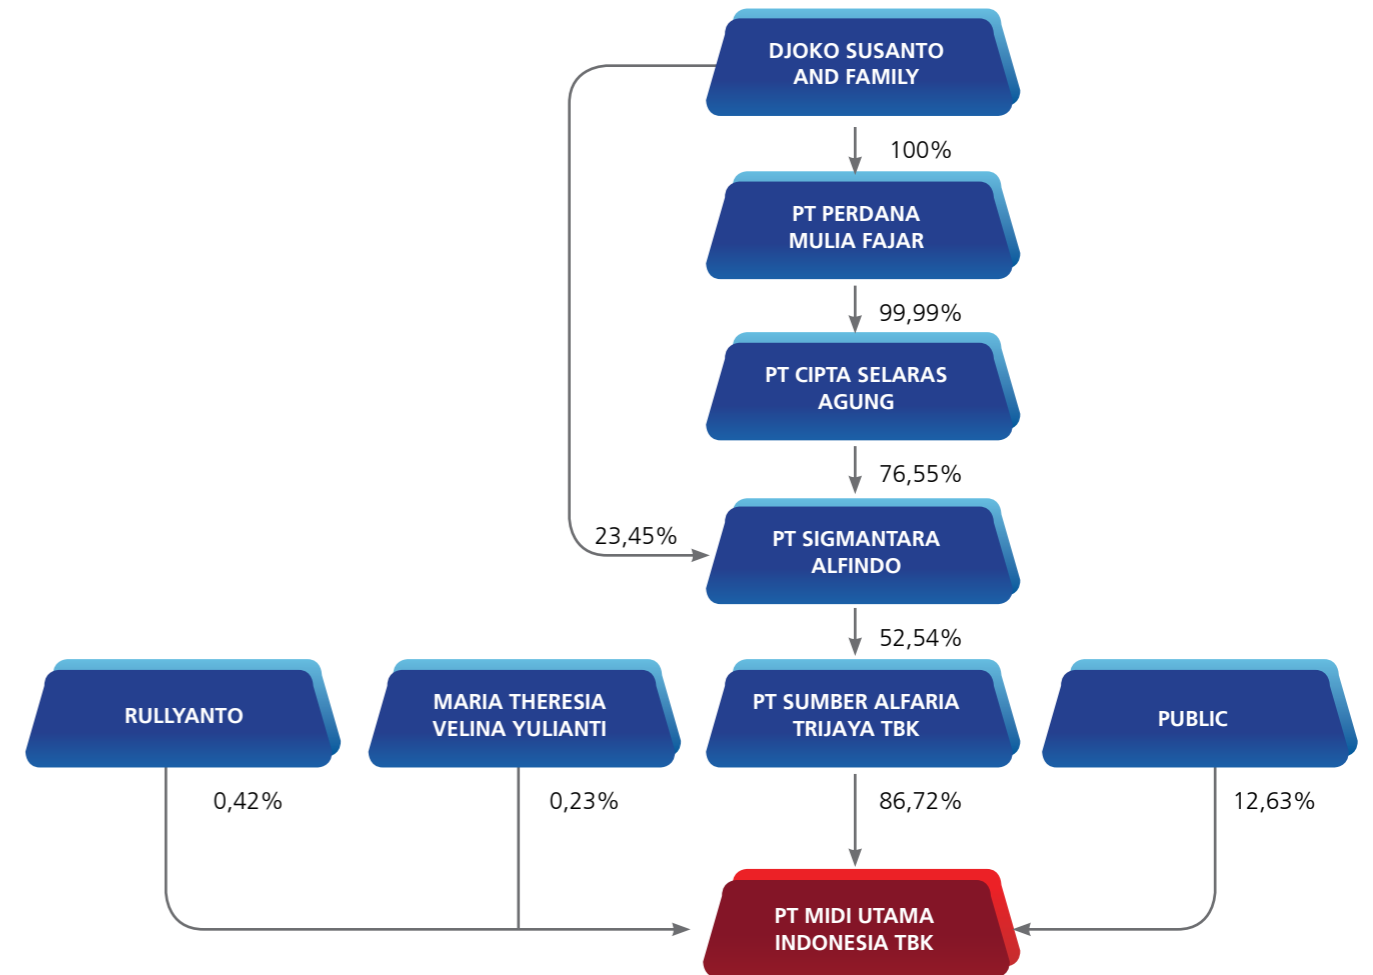 DJOKO SUSANTO
AND FAMILY
100%
PT PERDANA
MULIA FAJAR
99,99%
PT CIPTA SELARAS
AGUNG
76,55%
23,45%
PT SIGMANTARA
ALFINDO
52,54%
RULLYANTO
MARIA THERESIA
VELINA YULIANTI
PT SUMBER ALFARIA
TRIJAYA TBK
PUBLIC
0,42%
0,23%
86,72%
12,63%
PT MIDI UTAMA
INDONESIA TBK